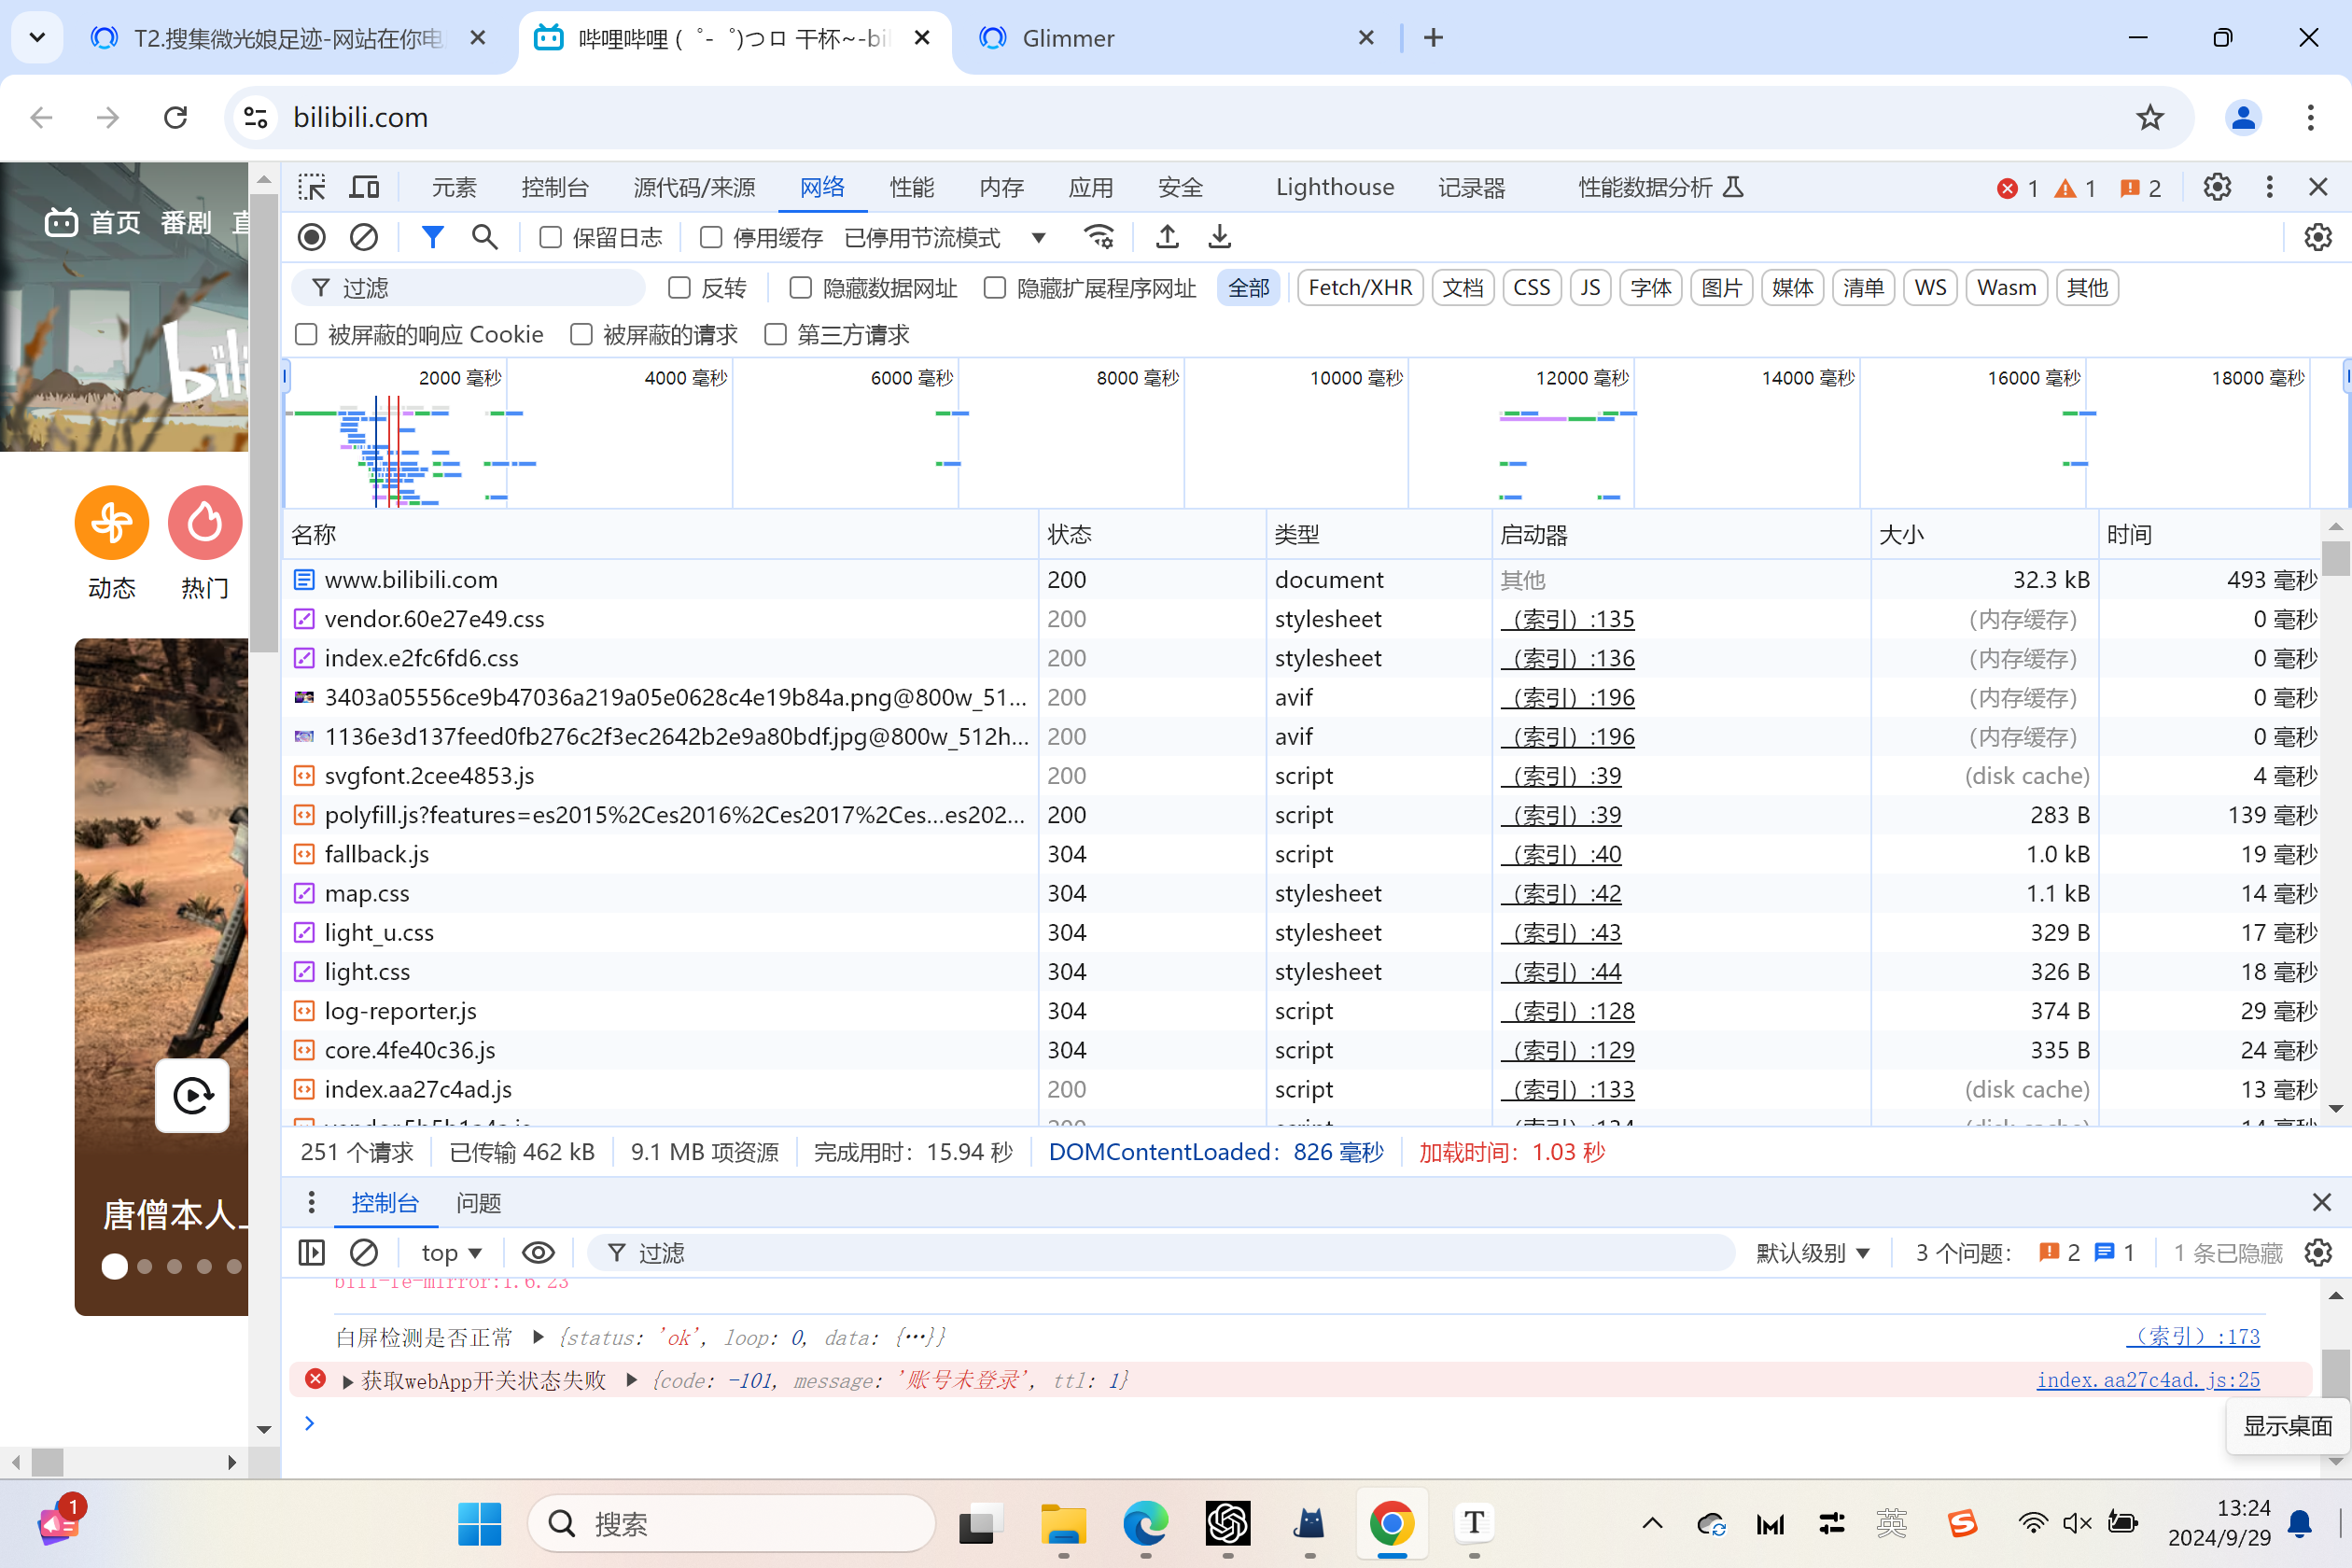 T2.搜集微光娘足迹-网站在你电
哔哩哔哩 (゜-゜)つロ 干杯~-bi
Glimmer
bilibili.com
首页 番剧 直
bili
动态 热门
唐僧本人
元素 控制台 源代码/来源 网络 性能 内存 应用 安全 Lighthouse 记录器 性能数据分析 1 1 2
保留日志 停用缓存 已停用节流模式
过滤 反转 隐藏数据网址 隐藏扩展程序网址 全部 Fetch/XHR 文档 CSS JS 字体 图片 媒体 清单 WS Wasm 其他
被屏蔽的响应 Cookie 被屏蔽的请求 第三方请求
2000 毫秒 4000 毫秒 6000 毫秒 8000 毫秒 10000 毫秒 12000 毫秒 14000 毫秒 16000 毫秒 18000 毫秒
名称 状态 类型 启动器 大小 时间
www.bilibili.com 200 document 其他 32.3 kB 493 毫秒
vendor.60e27e49.css 200 stylesheet （索引）:135 (内存缓存) 0 毫秒
index.e2fc6fd6.css 200 stylesheet （索引）:136 (内存缓存) 0 毫秒
3403a05556ce9b47036a219a05e0628c4e19b84a.png@800w_51... 200 avif （索引）:196 (内存缓存) 0 毫秒
1136e3d137feed0fb276c2f3ec2642b2e9a80bdf.jpg@800w_512h... 200 avif （索引）:196 (内存缓存) 0 毫秒
svgfont.2cee4853.js 200 script （索引）:39 (disk cache) 4 毫秒
polyfill.js?features=es2015%2Ces2016%2Ces2017%2Ces...es202... 200 script （索引）:39 283 B 139 毫秒
fallback.js 304 script （索引）:40 1.0 kB 19 毫秒
map.css 304 stylesheet （索引）:42 1.1 kB 14 毫秒
light_u.css 304 stylesheet （索引）:43 329 B 17 毫秒
light.css 304 stylesheet （索引）:44 326 B 18 毫秒
log-reporter.js 304 script （索引）:128 374 B 29 毫秒
core.4fe40c36.js 304 script （索引）:129 335 B 24 毫秒
index.aa27c4ad.js 200 script （索引）:133 (disk cache) 13 毫秒
251 个请求 已传输 462 kB 9.1 MB 项资源 完成用时：15.94 秒 DOMContentLoaded：826 毫秒 加载时间：1.03 秒
控制台 问题
top 过滤 默认级别 3 个问题： 2 1 1 条已隐藏
bili-fe-mirror:1.6.23
白屏检测是否正常 {status: 'ok', loop: 0, data: {…}} （索引）:173
获取webApp开关状态失败 {code: -101, message: '账号未登录', ttl: 1} index.aa27c4ad.js:25
显示桌面
1 搜索 T 英 13:24
2024/9/29